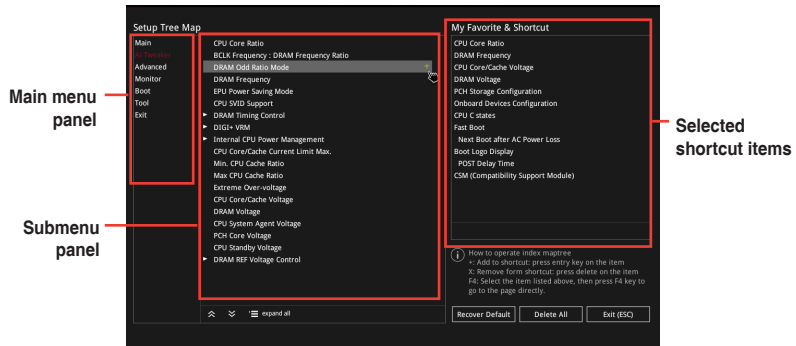 Setup Tree Map
Main
Ai Tweaker
Advanced
Monitor
Boot
Tool
Exit
CPU Core Ratio
BCLK Frequency : DRAM Frequency Ratio
DRAM Odd Ratio Mode +
DRAM Frequency
EPU Power Saving Mode
CPU SVID Support
DRAM Timing Control
DIGI+ VRM
Internal CPU Power Management
CPU Core/Cache Current Limit Max.
Min. CPU Cache Ratio
Max CPU Cache Ratio
Extreme Over-voltage
CPU Core/Cache Voltage
DRAM Voltage
CPU System Agent Voltage
PCH Core Voltage
CPU Standby Voltage
DRAM REF Voltage Control
expand all
My Favorite & Shortcut
CPU Core Ratio
DRAM Frequency
CPU Core/Cache Voltage
DRAM Voltage
PCH Storage Configuration
Onboard Devices Configuration
CPU C states
Fast Boot
Next Boot after AC Power Loss
Boot Logo Display
POST Delay Time
CSM (Compatibility Support Module)
i How to operate index maptree
+: Add to shortcut: press entry key on the item
X: Remove form shortcut: press delete on the item
F4: Select the item listed above, then press F4 key to
go to the page directly.
Recover Default
Delete All
Exit (ESC)
Main menu
panel
Submenu
panel
Selected
shortcut items